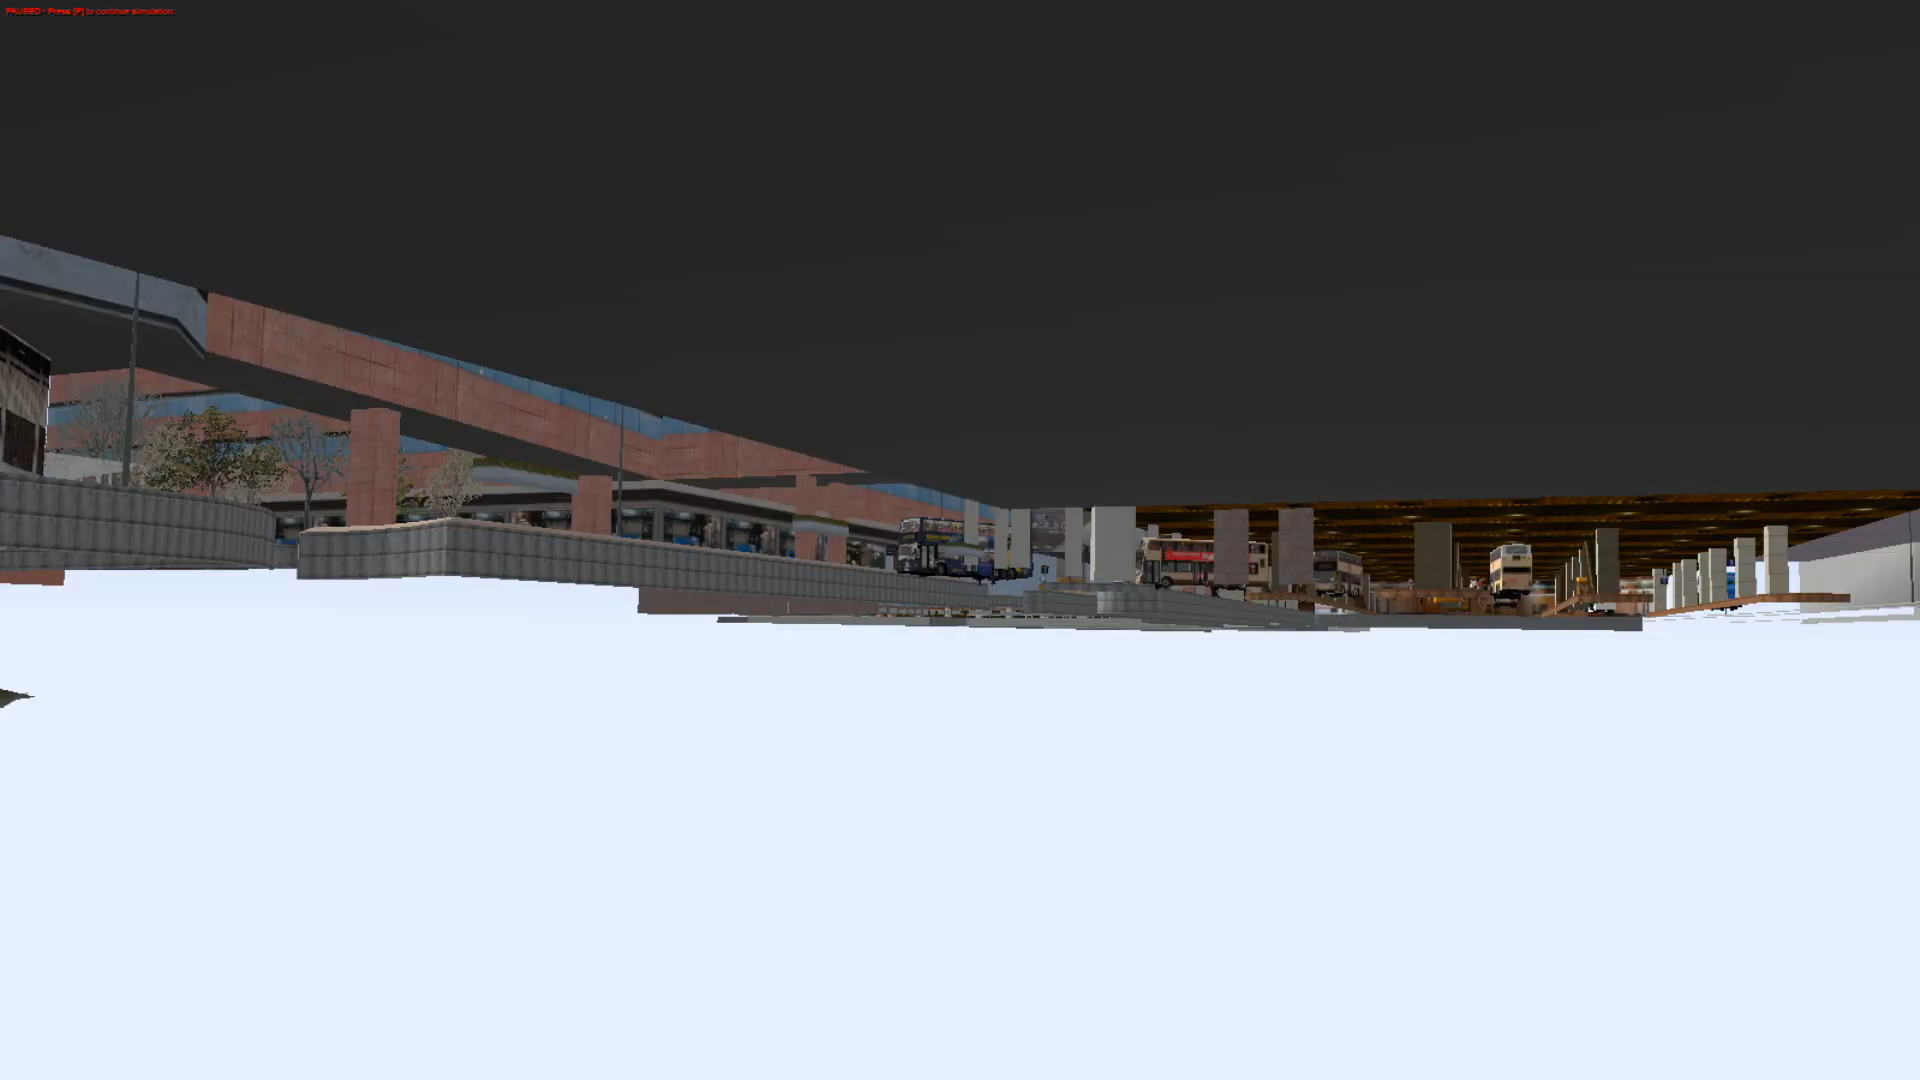 PAUSED - Press [P] to continue simulation.